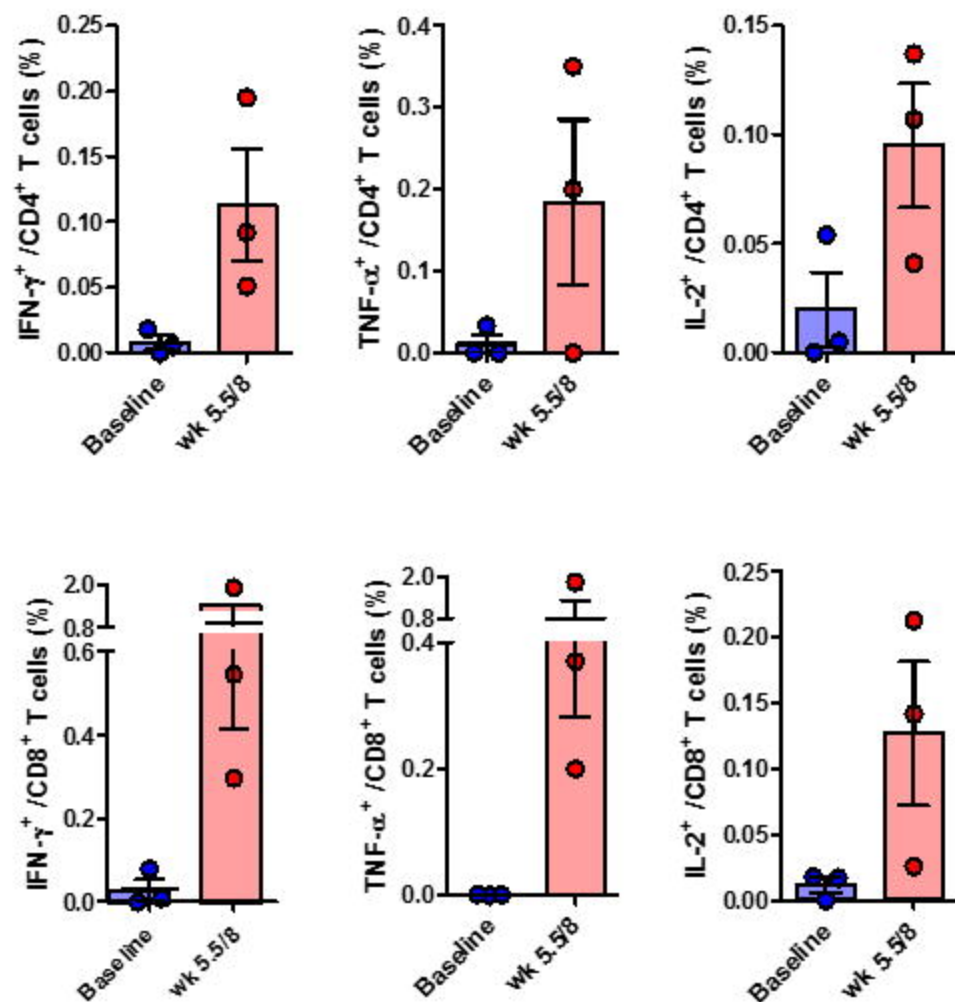 IFN-γ⁺ /CD4⁺ T cells (%)
0.25
0.20
0.15
0.10
0.05
0.00
Baseline
wk 5.5/8
TNF-α⁺ /CD4⁺ T cells (%)
0.4
0.3
0.2
0.1
0.0
Baseline
wk 5.5/8
IL-2⁺ /CD4⁺ T cells (%)
0.15
0.10
0.05
0.00
Baseline
wk 5.5/8
IFN-γ⁺ /CD8⁺ T cells (%)
2.0
0.8
0.6
0.4
0.2
0.0
Baseline
wk 5.5/8
TNF-α⁺ /CD8⁺ T cells (%)
2.0
0.8
0.4
0.2
0.0
Baseline
wk 5.5/8
IL-2⁺ /CD8⁺ T cells (%)
0.25
0.20
0.15
0.10
0.05
0.00
Baseline
wk 5.5/8